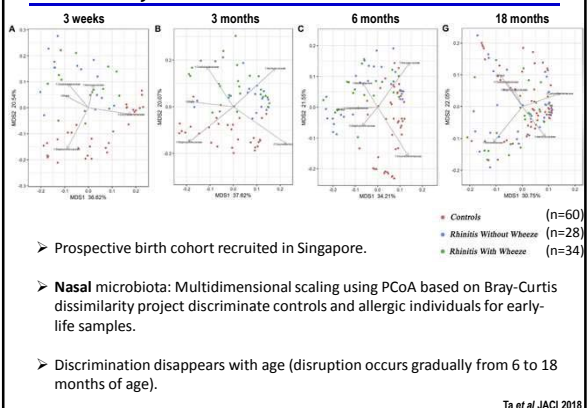 3 weeks
3 months
6 months
18 months
A
B
C
G
MDS2 20.54%
MDS2 20.67%
MDS2 21.55%
MDS2 22.05%
MDS1 36.62%
MDS1 37.62%
MDS1 34.21%
MDS1 30.75%
Controls (n=60)
Rhinitis Without Wheeze (n=28)
Rhinitis With Wheeze (n=34)
➢ Prospective birth cohort recruited in Singapore.
➢ Nasal microbiota: Multidimensional scaling using PCoA based on Bray-Curtis
dissimilarity project discriminate controls and allergic individuals for early-
life samples.
➢ Discrimination disappears with age (disruption occurs gradually from 6 to 18
months of age).
Ta et al JACI 2018